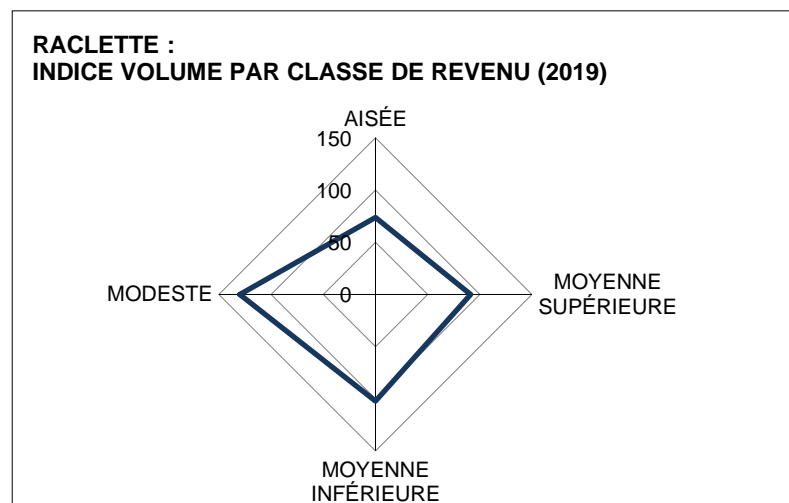 RACLETTE :
INDICE VOLUME PAR CLASSE DE REVENU (2019)
AISÉE
150
100
50
0
MODESTE
MOYENNE
SUPÉRIEURE
MOYENNE
INFÉRIEURE